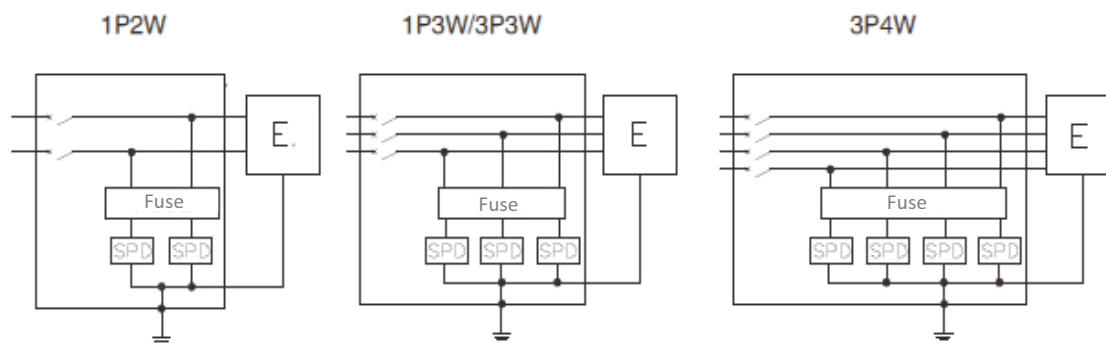 1P2W
1P3W/3P3W
3P4W
E.
E
E
Fuse
Fuse
Fuse
SPD SPD
SPD SPD SPD
SPD SPD SPD SPD